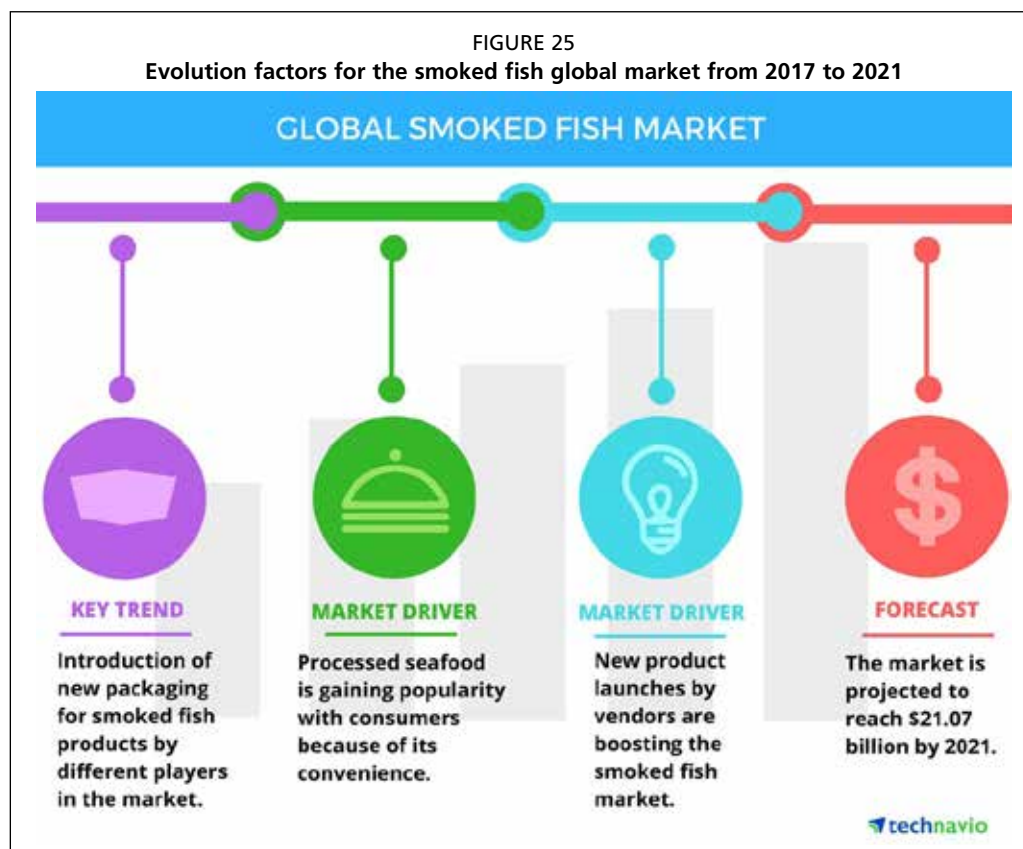 FIGURE 25
Evolution factors for the smoked fish global market from 2017 to 2021
GLOBAL SMOKED FISH MARKET
KEY TREND
Introduction of
new packaging
for smoked fish
products by
different players
in the market.
MARKET DRIVER
Processed seafood
is gaining popularity
with consumers
because of its
convenience.
MARKET DRIVER
New product
launches by
vendors are
boosting the
smoked fish
market.
FORECAST
The market is
projected to
reach $21.07
billion by 2021.
$
technavio